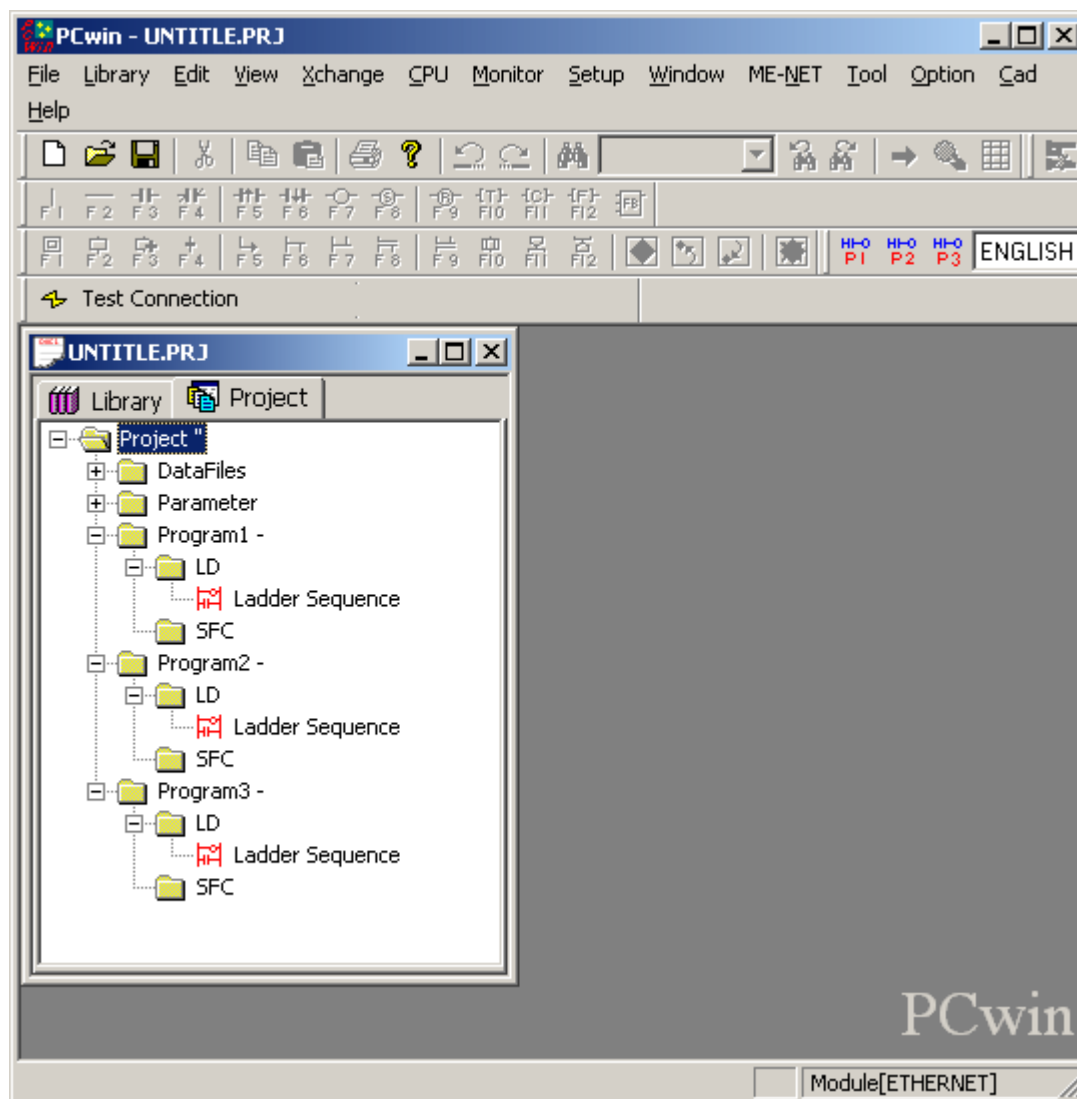 PCwin - UNTITLE.PRJ
File Library Edit View Xchange CPU Monitor Setup Window ME-NET Tool Option Cad
Help
F1 F2 F3 F4 F5 F6 F7 F8 F9 F10 F11 F12 FB
F1 F2 F3 F4 F5 F6 F7 F8 F9 F10 F11 F12 P1 P2 P3 ENGLISH
Test Connection
UNTITLE.PRJ
Library Project
Project "
DataFiles
Parameter
Program1 -
LD
Ladder Sequence
SFC
Program2 -
LD
Ladder Sequence
SFC
Program3 -
LD
Ladder Sequence
SFC
PCwin
Module[ETHERNET]